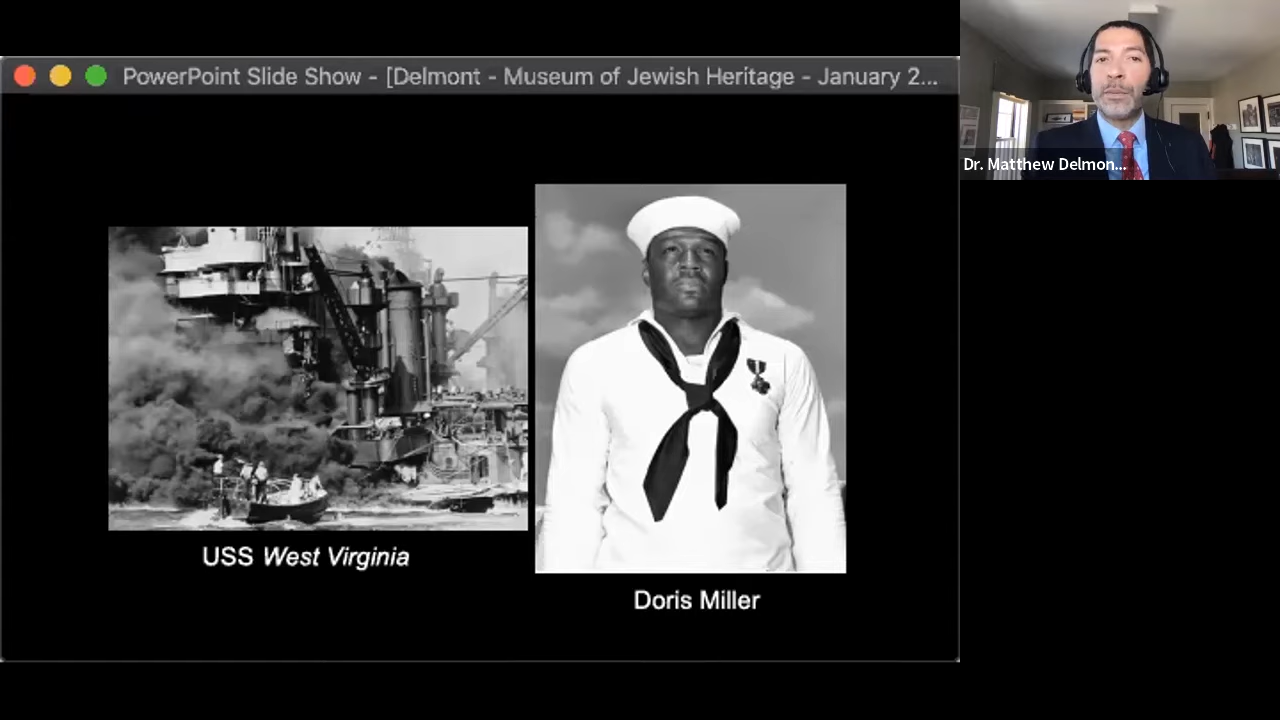 PowerPoint Slide Show - [Delmont - Museum of Jewish Heritage - January 2...
Dr. Matthew Delmon...
USS West Virginia
Doris Miller